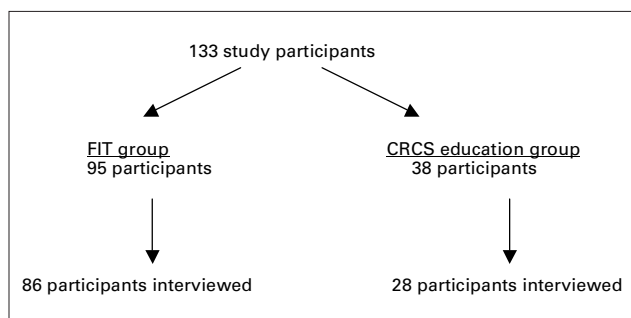 133 study participants
FIT group
95 participants
CRCS education group
38 participants
86 participants interviewed
28 participants interviewed